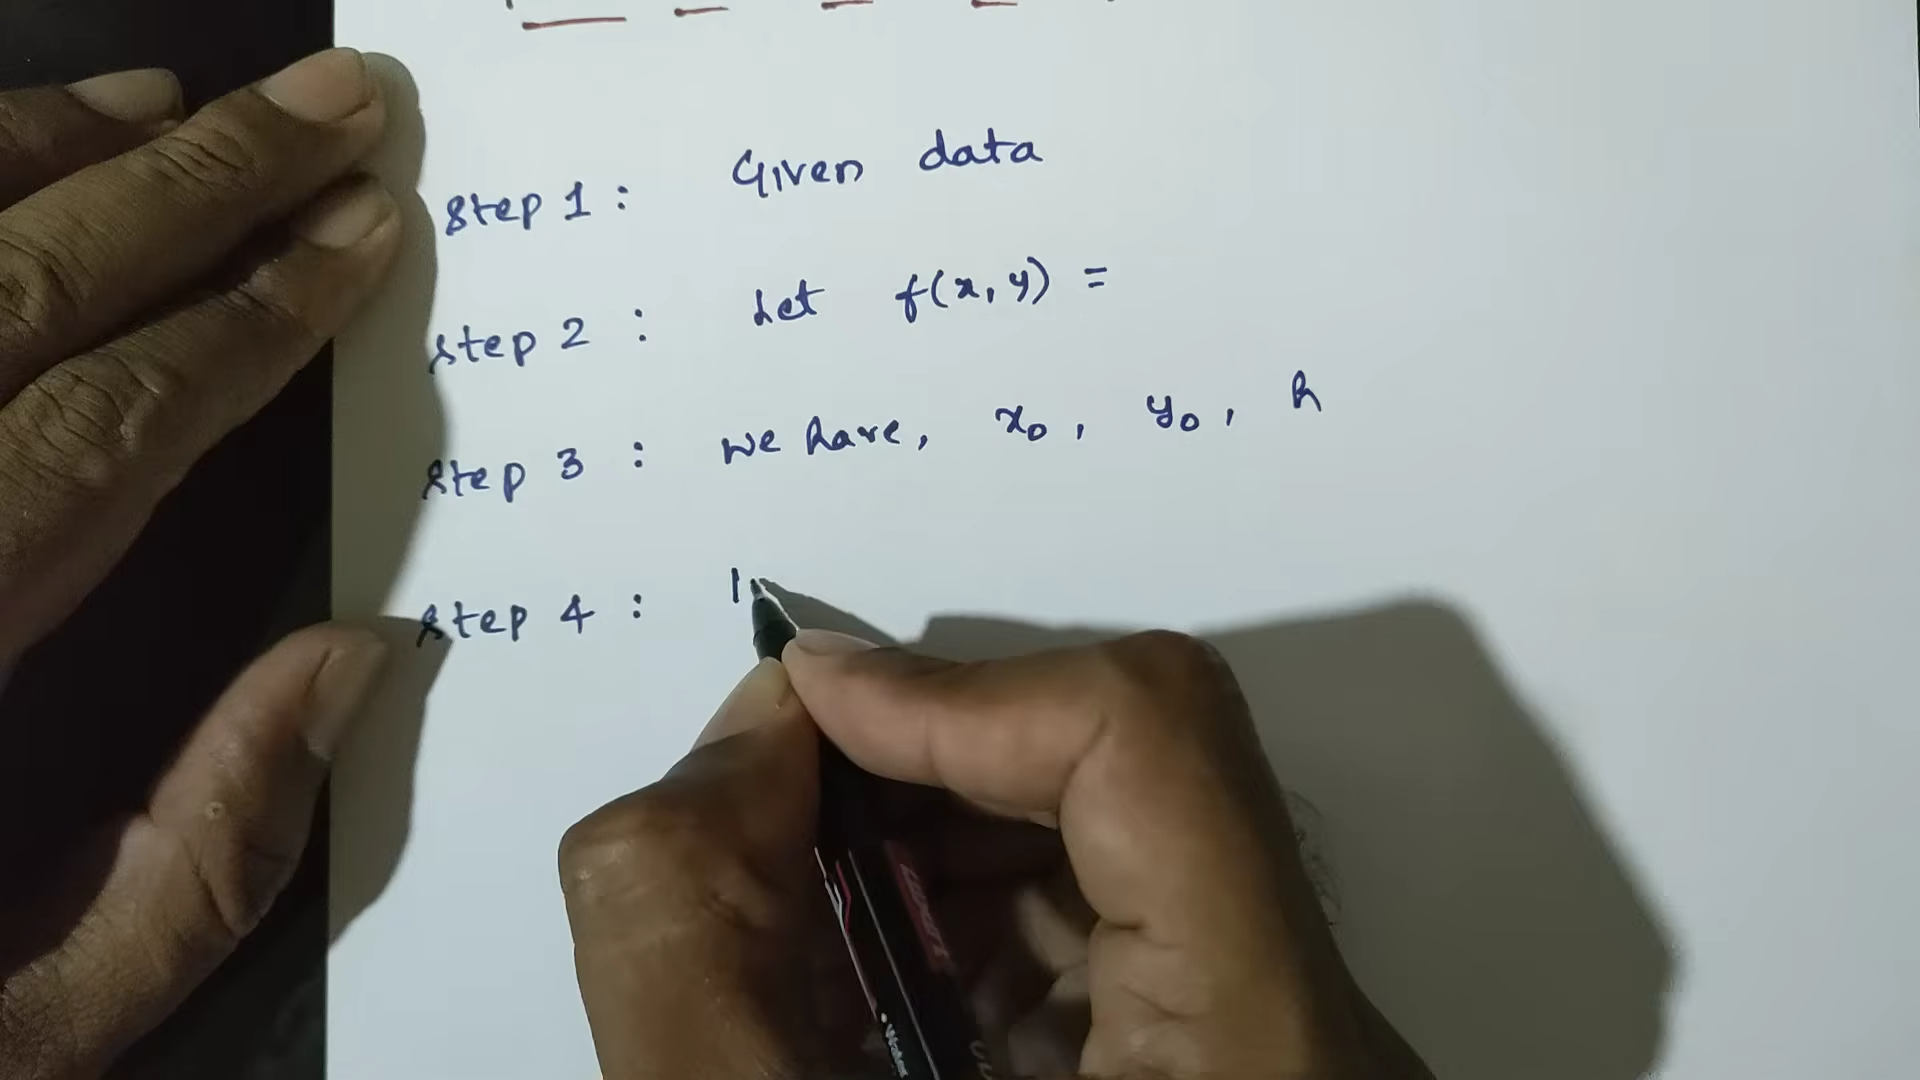 Step 1 : Given data
Step 2 : Let f(x, y) =
Step 3 : we have, x₀, y₀, h
Step 4 :